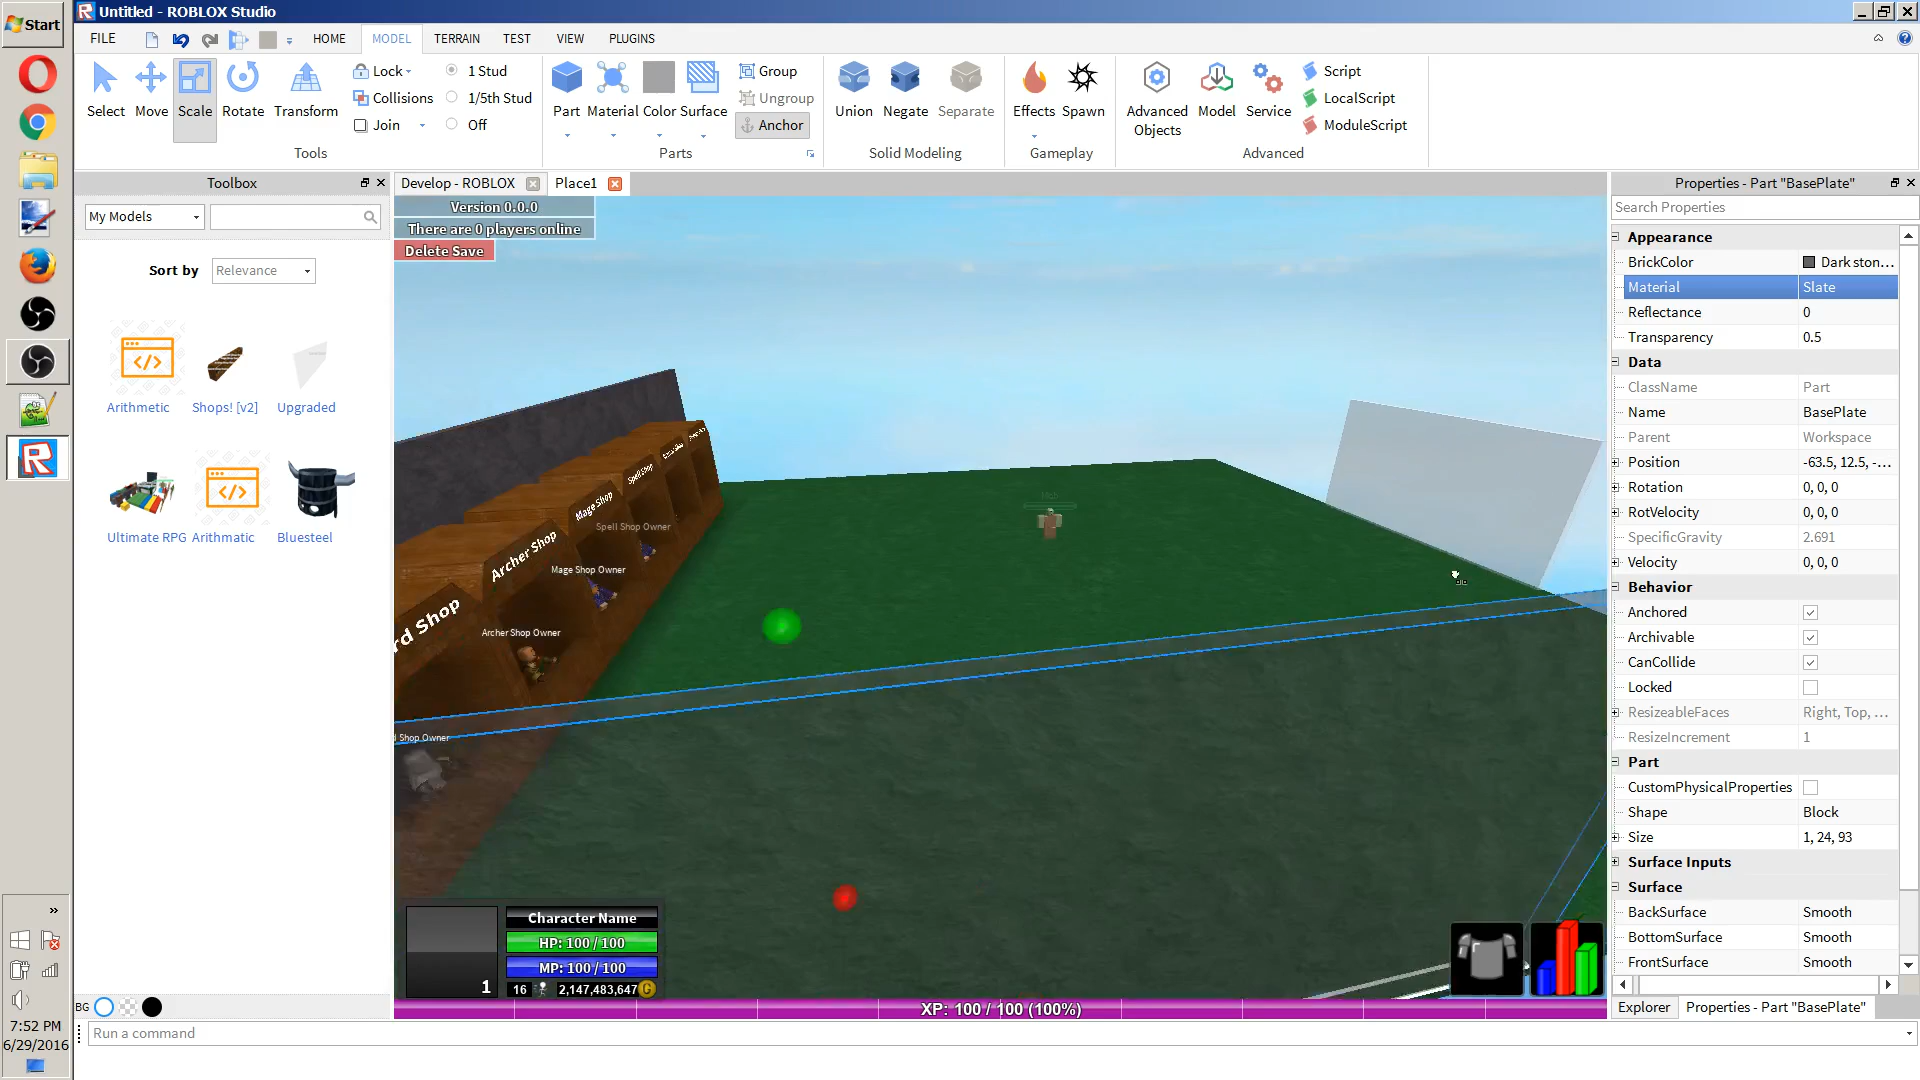 Start
Untitled - ROBLOX Studio
FILE
HOME
MODEL
TERRAIN
TEST
VIEW
PLUGINS
Select
Move
Scale
Rotate
Transform
Lock
Collisions
Join
1 Stud
1/5th Stud
Off
Tools
Part
Material
Color
Surface
Group
Ungroup
Anchor
Parts
Union
Negate
Separate
Solid Modeling
Effects
Spawn
Gameplay
Advanced
Objects
Model
Service
Script
LocalScript
ModuleScript
Advanced
Toolbox
My Models
Sort by
Relevance
Arithmetic
Shops! [v2]
Upgraded
Ultimate RPG
Arithmatic
Bluesteel
BG
Develop - ROBLOX
Place1
Version 0.0.0
There are 0 players online
Delete Save
Spell Shop
Mage Shop
Spell Shop Owner
Archer Shop
Mage Shop Owner
rd Shop
Archer Shop Owner
d Shop Owner
Character Name
HP: 100 / 100
MP: 100 / 100
1
16
2,147,483,647
G
XP: 100 / 100 (100%)
Properties - Part "BasePlate"
Search Properties
Appearance
BrickColor Dark ston...
Material Slate
Reflectance 0
Transparency 0.5
Data
ClassName Part
Name BasePlate
Parent Workspace
Position -63.5, 12.5, -...
Rotation 0, 0, 0
RotVelocity 0, 0, 0
SpecificGravity 2.691
Velocity 0, 0, 0
Behavior
Anchored
Archivable
CanCollide
Locked
ResizeableFaces Right, Top, ...
ResizeIncrement 1
Part
CustomPhysicalProperties
Shape Block
Size 1, 24, 93
Surface Inputs
Surface
BackSurface Smooth
BottomSurface Smooth
FrontSurface Smooth
Explorer
Properties - Part "BasePlate"
Run a command
7:52 PM
6/29/2016